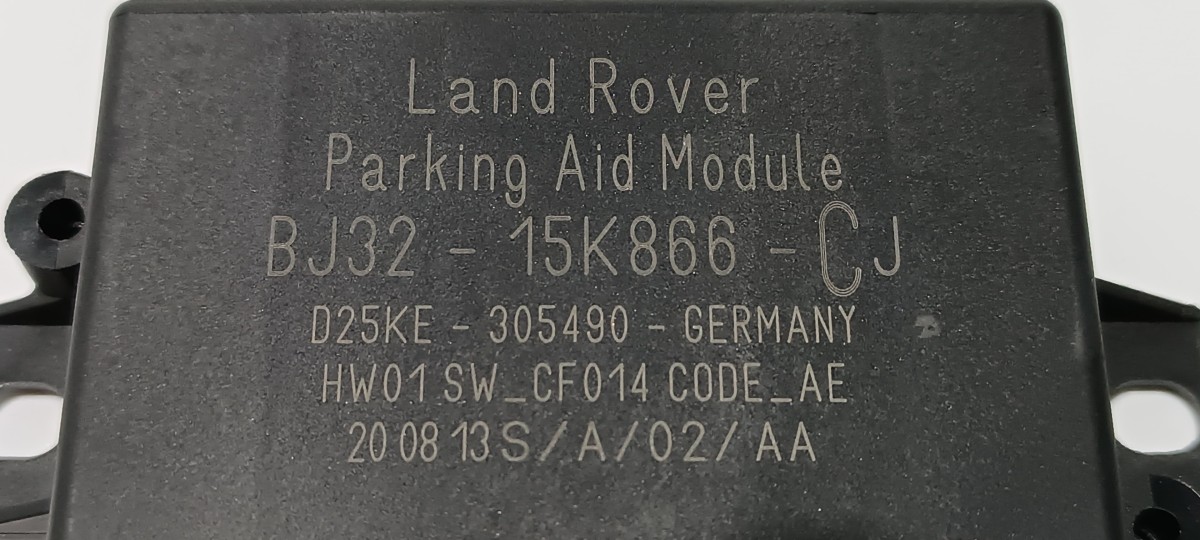 Land Rover
Parking Aid Module
BJ32 - 15K866 - CJ
D25KE - 305490 - GERMANY
HW01 SW_CF014 CODE_AE
20 08 13 S/A/02/AA